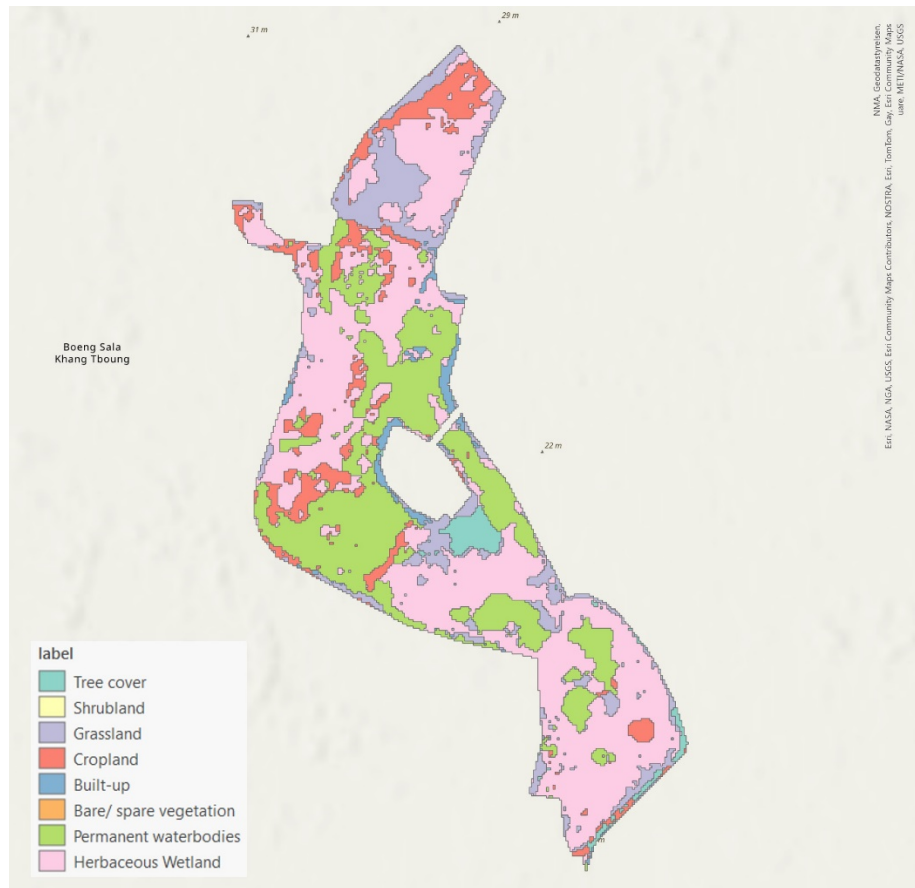 31 m
29 m
NMA, Geodatastyrelsen,
Esri, NASA, NGA, USGS, Esri Community Maps Contributors, NOSTRA, Esri, TomTom, Gay, Esri Community Maps
uare, METI/NASA, USGS
Boeng Sala
Khang Tboung
22 m
label
Tree cover
Shrubland
Grassland
Cropland
Built-up
Bare/ spare vegetation
Permanent waterbodies
Herbaceous Wetland